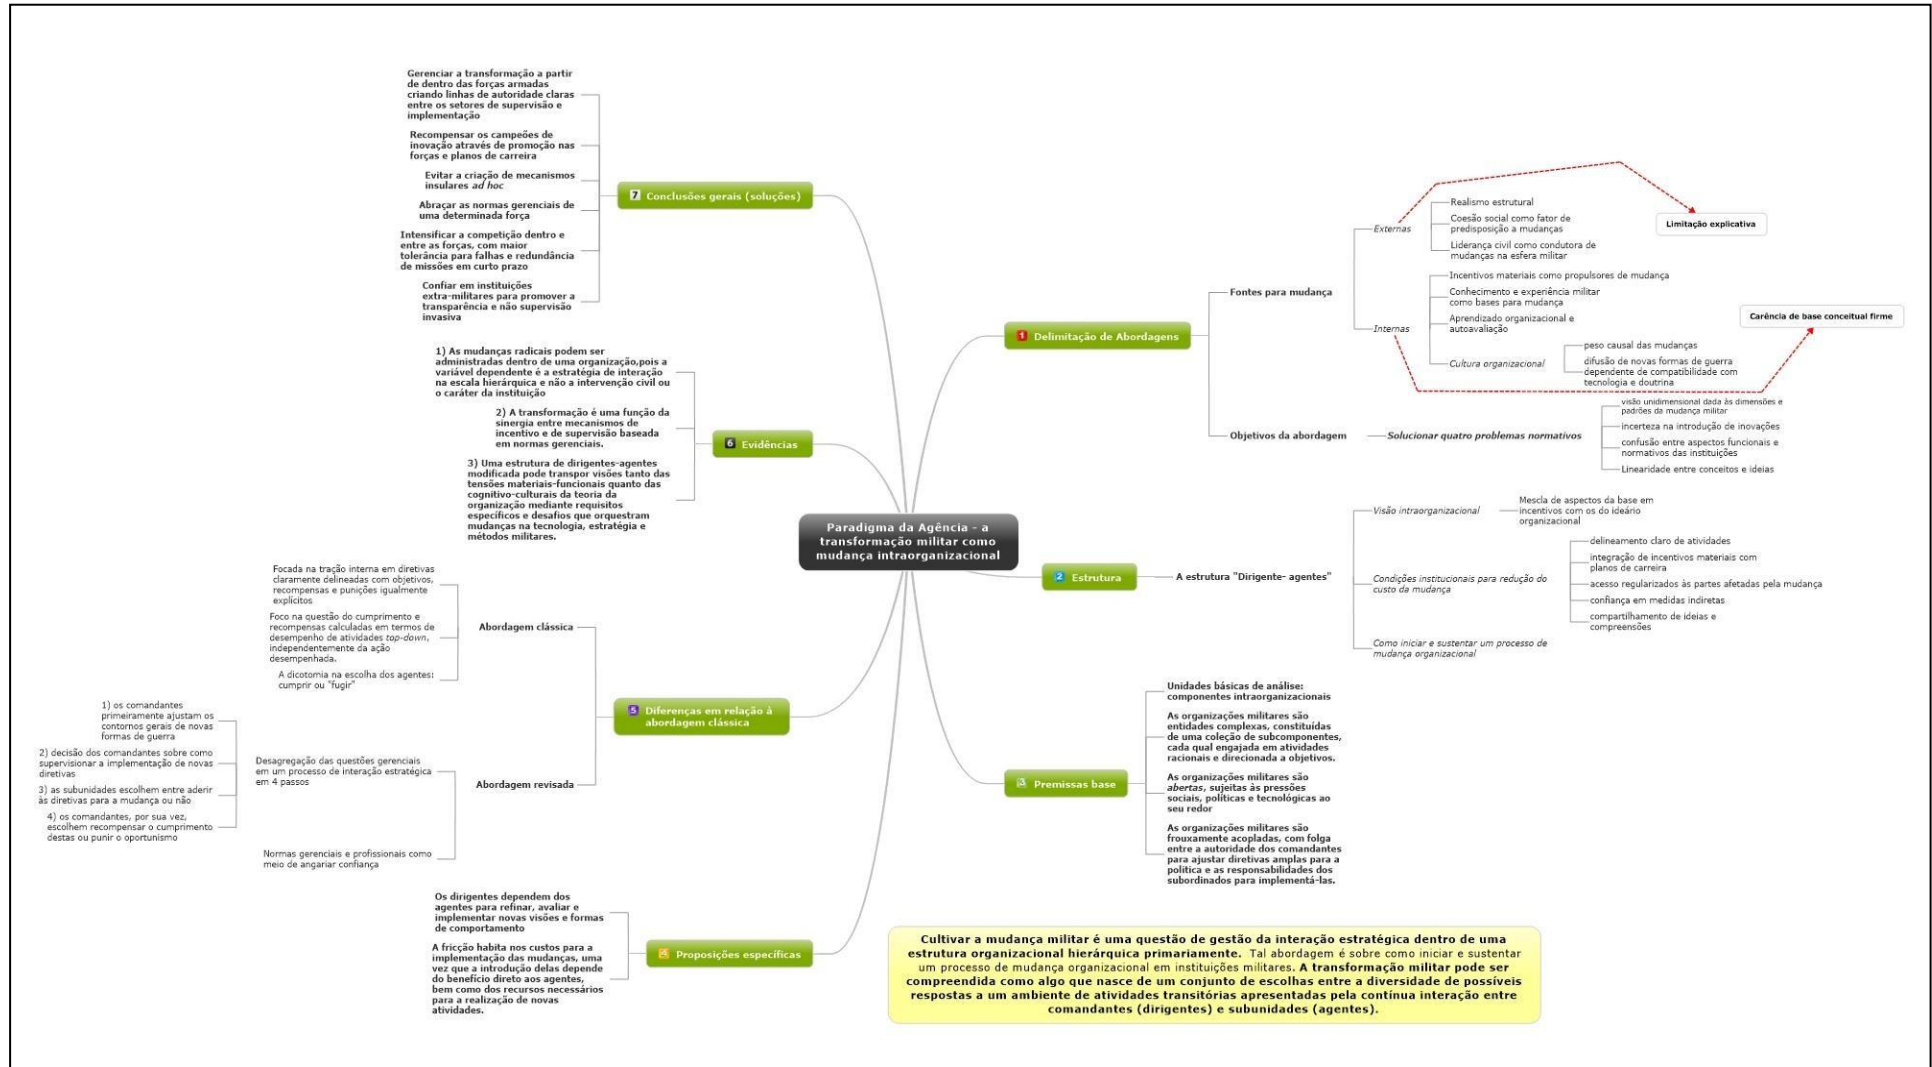 Paradigma da Agência - a
transformação militar como
mudança intraorganizacional
1 Delimitação de Abordagens
Fontes para mudança
Externas
Realismo estrutural
Coesão social como fator de
predisposição a mudanças
Liderança civil como condutora de
mudanças na esfera militar
Limitação explicativa
Internas
Incentivos materiais como propulsores de mudança
Conhecimento e experiência militar
como bases para mudança
Aprendizado organizacional e
autoavaliação
Cultura organizacional
peso causal das mudanças
difusão de novas formas de guerra
dependente de compatibilidade com
tecnologia e doutrina
Carência de base conceitual firme
Objetivos da abordagem
Solucionar quatro problemas normativos
visão unidimensional dada às dimensões e
padrões da mudança militar
incerteza na introdução de inovações
confusão entre aspectos funcionais e
normativos das instituições
Linearidade entre conceitos e ideias
2 Estrutura
A estrutura "Dirigente- agentes"
Visão intraorganizacional
Mescla de aspectos da base em
incentivos com os do ideário
organizacional
Condições institucionais para redução do
custo da mudança
delineamento claro de atividades
integração de incentivos materiais com
planos de carreira
acesso regularizados às partes afetadas pela mudança
confiança em medidas indiretas
compartilhamento de ideias e
compreensões
Como iniciar e sustentar um processo de
mudança organizacional
3 Premissas base
Unidades básicas de análise:
componentes intraorganizacionais
As organizações militares são
entidades complexas, constituídas
de uma coleção de subcomponentes,
cada qual engajada em atividades
racionais e direcionada a objetivos.
As organizações militares são
abertas, sujeitas às pressões
sociais, políticas e tecnológicas ao
seu redor
As organizações militares são
frouxamente acopladas, com folga
entre a autoridade dos comandantes
para ajustar diretivas amplas para a
política e as responsabilidades dos
subordinados para implementá-las.
4 Proposições específicas
Os dirigentes dependem dos
agentes para refinar, avaliar e
implementar novas visões e formas
de comportamento
A fricção habita nos custos para a
implementação das mudanças, uma
vez que a introdução delas depende
do benefício direto aos agentes,
bem como dos recursos necessários
para a realização de novas
atividades.
5 Diferenças em relação à
abordagem clássica
Abordagem clássica
Focada na tração interna em diretivas
claramente delineadas com objetivos,
recompensas e punições igualmente
explícitos
Foco na questão do cumprimento e
recompensas calculadas em termos de
desempenho de atividades top-down,
independentemente da ação
desempenhada.
A dicotomia na escolha dos agentes:
cumprir ou "fugir"
Abordagem revisada
Desagregação das questões gerenciais
em um processo de interação estratégica
em 4 passos
1) os comandantes
primeiramente ajustam os
contornos gerais de novas
formas de guerra
2) decisão dos comandantes sobre como
supervisionar a implementação de novas
diretivas
3) as subunidades escolhem entre aderir
às diretivas para a mudança ou não
4) os comandantes, por sua vez,
escolhem recompensar o cumprimento
destas ou punir o oportunismo
Normas gerenciais e profissionais como
meio de angariar confiança
6 Evidências
1) As mudanças radicais podem ser
administradas dentro de uma organização,pois a
variável dependente é a estratégia de interação
na escala hierárquica e não a intervenção civil ou
o caráter da instituição
2) A transformação é uma função da
sinergia entre mecanismos de
incentivo e de supervisão baseada
em normas gerenciais.
3) Uma estrutura de dirigentes-agentes
modificada pode transpor visões tanto das
tensões materiais-funcionais quanto das
cognitivo-culturais da teoria da
organização mediante requisitos
específicos e desafios que orquestram
mudanças na tecnologia, estratégia e
métodos militares.
7 Conclusões gerais (soluções)
Gerenciar a transformação a partir
de dentro das forças armadas
criando linhas de autoridade claras
entre os setores de supervisão e
implementação
Recompensar os campeões de
inovação através de promoção nas
forças e planos de carreira
Evitar a criação de mecanismos
insulares ad hoc
Abraçar as normas gerenciais de
uma determinada força
Intensificar a competição dentro e
entre as forças, com maior
tolerância para falhas e redundância
de missões em curto prazo
Confiar em instituições
extra-militares para promover a
transparência e não supervisão
invasiva
Cultivar a mudança militar é uma questão de gestão da interação estratégica dentro de uma
estrutura organizacional hierárquica primariamente. Tal abordagem é sobre como iniciar e sustentar
um processo de mudança organizacional em instituições militares. A transformação militar pode ser
compreendida como algo que nasce de um conjunto de escolhas entre a diversidade de possíveis
respostas a um ambiente de atividades transitórias apresentadas pela contínua interação entre
comandantes (dirigentes) e subunidades (agentes).